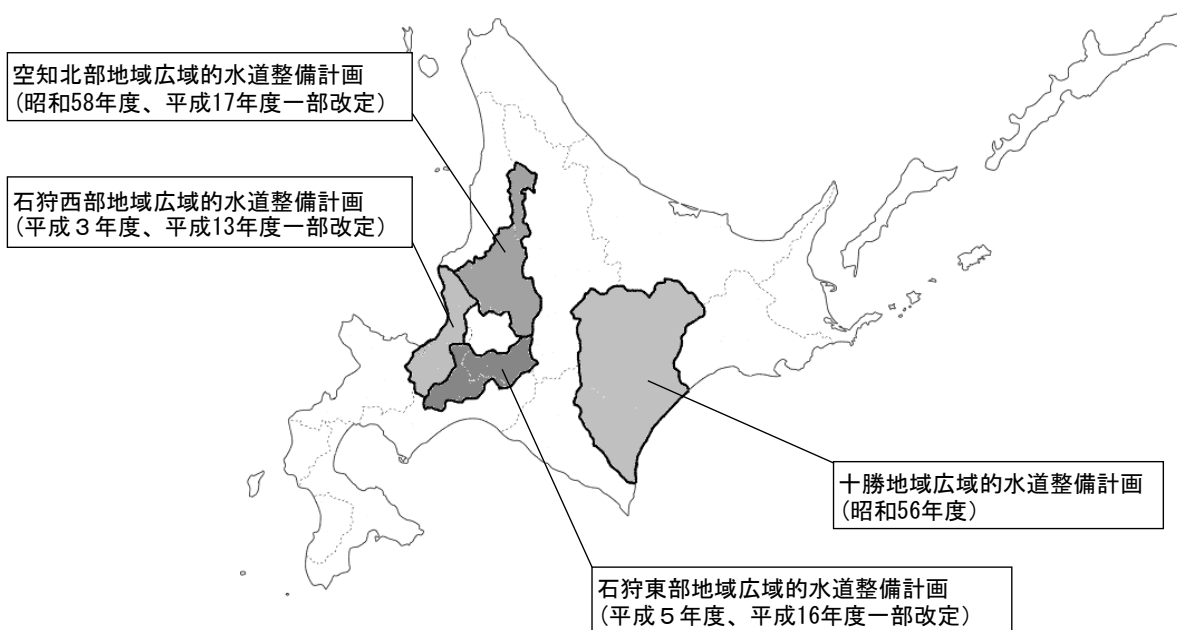 空知北部地域広域的水道整備計画
(昭和58年度、平成17年度一部改定)
石狩西部地域広域的水道整備計画
(平成３年度、平成13年度一部改定)
十勝地域広域的水道整備計画
(昭和56年度)
石狩東部地域広域的水道整備計画
(平成５年度、平成16年度一部改定)